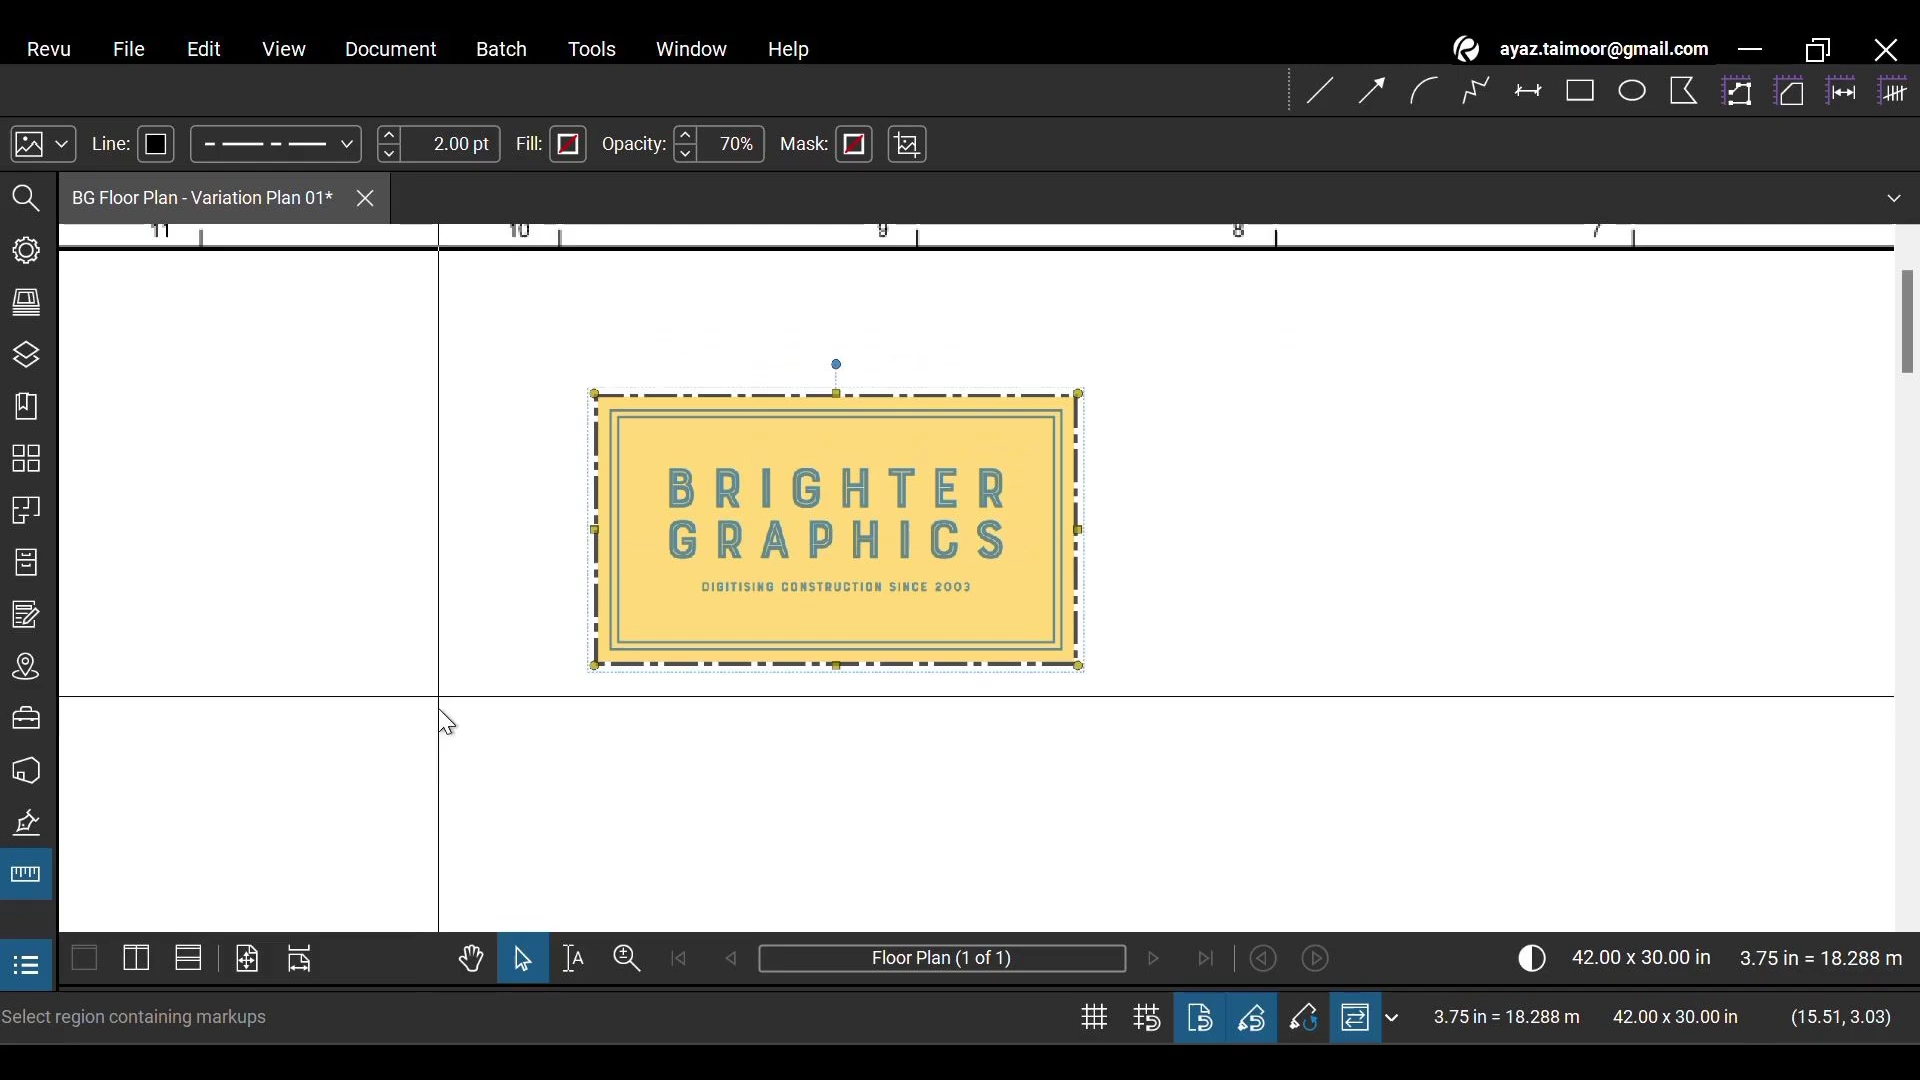 Revu File Edit View Document Batch Tools Window Help ayaz.taimoor@gmail.com
Line: 2.00 pt Fill: Opacity: 70% Mask:
BG Floor Plan - Variation Plan 01*
11 10 9 8 7
BRIGHTER
GRAPHICS
DIGITISING CONSTRUCTION SINCE 2003
Floor Plan (1 of 1) 42.00 x 30.00 in 3.75 in = 18.288 m
Select region containing markups 3.75 in = 18.288 m 42.00 x 30.00 in (15.51, 3.03)